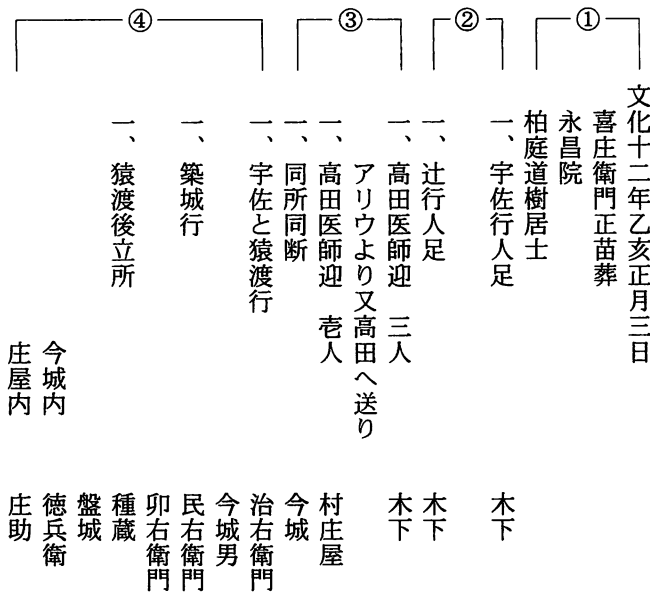 ①
文化十二年乙亥正月三日
喜庄衛門正苗葬
永昌院
柏庭道樹居士
②
一、宇佐行人足 木下
一、辻行人足 木下
③
一、高田医師迎 三人 木下
アリウより又高田へ送り
一、高田医師迎 壱人 村庄屋
一、同所同断 今城
④
一、宇佐と猿渡行 治右衛門
今城男
一、築城行 民右衛門
卯右衛門
一、猿渡後立所 種蔵
盤城
今城内 徳兵衛
庄屋内 庄助